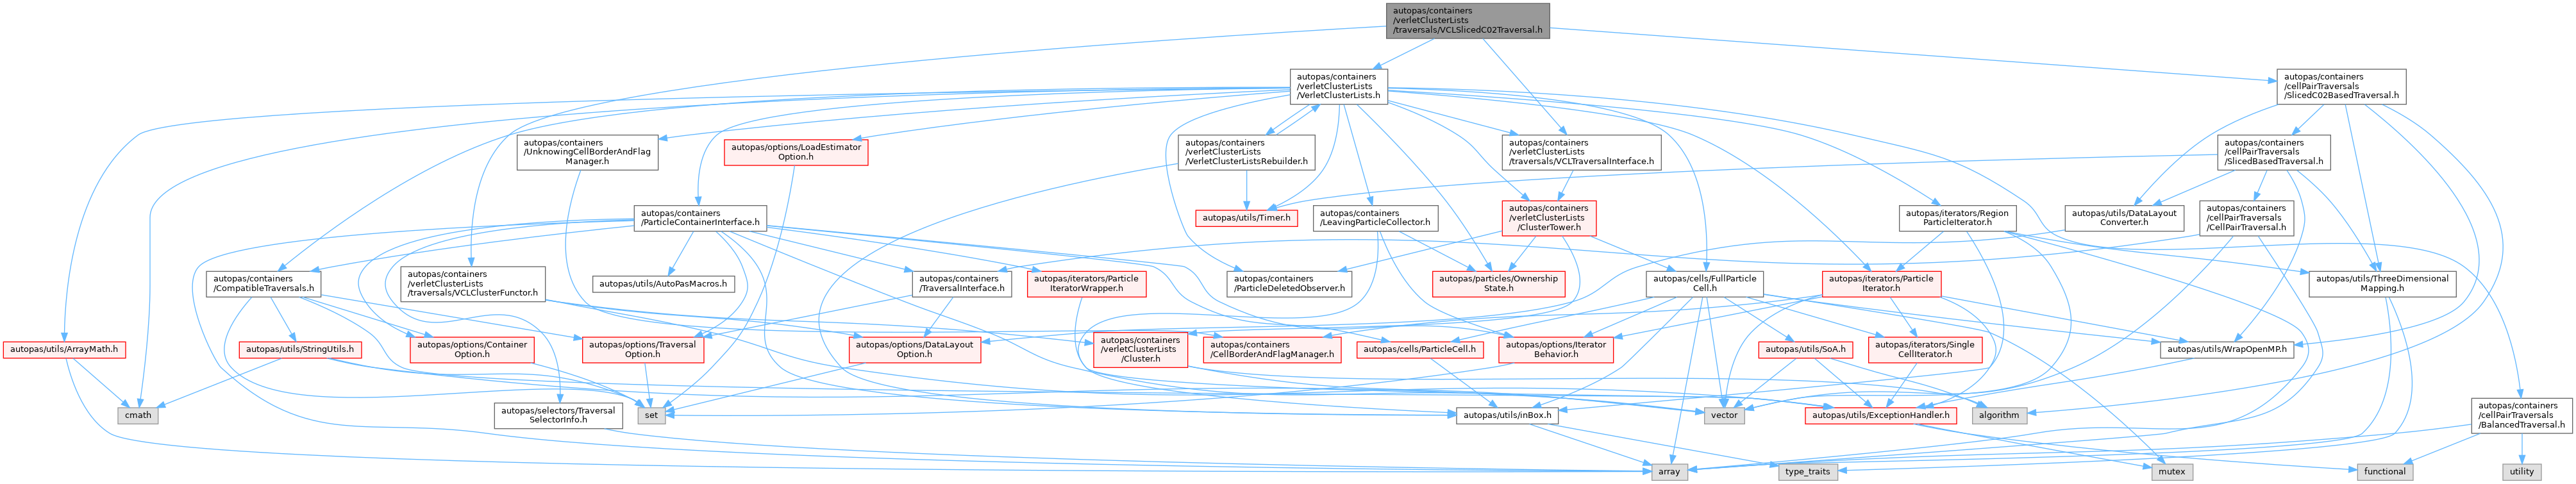 autopas/containers
/verletClusterLists
/traversals/VCLSlicedC02Traversal.h
autopas/containers
/verletClusterLists
/VerletClusterLists.h
autopas/containers
/cellPairTraversals
/SlicedC02BasedTraversal.h
autopas/containers
/UnknowingCellBorderAndFlag
Manager.h
autopas/options/LoadEstimator
Option.h
autopas/containers
/verletClusterLists
/VerletClusterListsRebuilder.h
autopas/containers
/verletClusterLists
/traversals/VCLTraversalInterface.h
autopas/containers
/cellPairTraversals
/SlicedBasedTraversal.h
autopas/containers
/ParticleContainerInterface.h
autopas/utils/Timer.h
autopas/containers
/LeavingParticleCollector.h
autopas/containers
/verletClusterLists
/ClusterTower.h
autopas/iterators/Region
ParticleIterator.h
autopas/utils/DataLayout
Converter.h
autopas/containers
/cellPairTraversals
/CellPairTraversal.h
autopas/containers
/CompatibleTraversals.h
autopas/containers
/verletClusterLists
/traversals/VCLClusterFunctor.h
autopas/utils/AutoPasMacros.h
autopas/containers
/TraversalInterface.h
autopas/iterators/Particle
IteratorWrapper.h
autopas/containers
/ParticleDeletedObserver.h
autopas/particles/Ownership
State.h
autopas/cells/FullParticle
Cell.h
autopas/iterators/Particle
Iterator.h
autopas/utils/ThreeDimensional
Mapping.h
autopas/utils/ArrayMath.h
autopas/utils/StringUtils.h
autopas/options/Container
Option.h
autopas/options/Traversal
Option.h
autopas/options/DataLayout
Option.h
autopas/containers
/verletClusterLists
/Cluster.h
autopas/containers
/CellBorderAndFlagManager.h
autopas/cells/ParticleCell.h
autopas/options/Iterator
Behavior.h
autopas/utils/SoA.h
autopas/iterators/Single
CellIterator.h
autopas/utils/WrapOpenMP.h
cmath
autopas/selectors/Traversal
SelectorInfo.h
set
autopas/utils/inBox.h
vector
autopas/utils/ExceptionHandler.h
algorithm
autopas/containers
/cellPairTraversals
/BalancedTraversal.h
array
type_traits
mutex
functional
utility